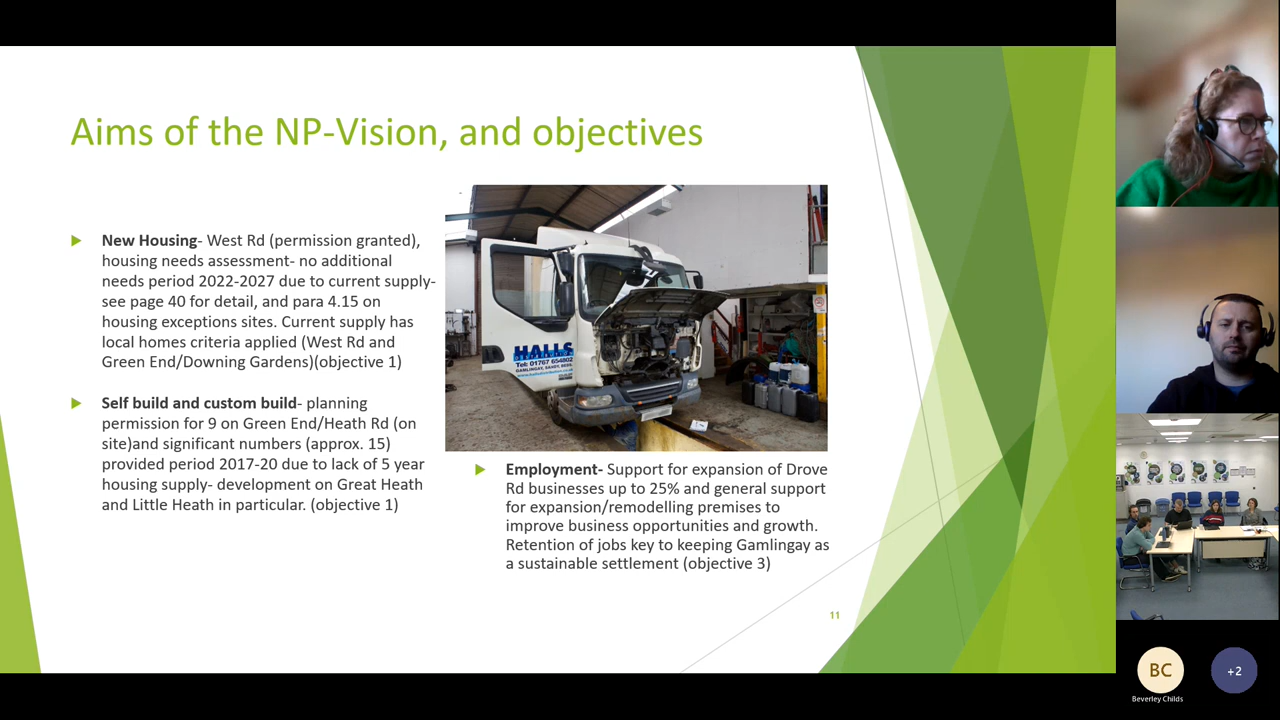 Aims of the NP-Vision, and objectives
New Housing- West Rd (permission granted),
housing needs assessment- no additional
needs period 2022-2027 due to current supply-
see page 40 for detail, and para 4.15 on
housing exceptions sites. Current supply has
local homes criteria applied (West Rd and
Green End/Downing Gardens)(objective 1)
Self build and custom build- planning
permission for 9 on Green End/Heath Rd (on
site)and significant numbers (approx. 15)
provided period 2017-20 due to lack of 5 year
housing supply- development on Great Heath
and Little Heath in particular. (objective 1)
HALLS
Tel: 01767 654802
GAMLINGAY, SANDY, BEDS.
Employment- Support for expansion of Drove
Rd businesses up to 25% and general support
for expansion/remodelling premises to
improve business opportunities and growth.
Retention of jobs key to keeping Gamlingay as
a sustainable settlement (objective 3)
11
BC
Beverley Childs
+2